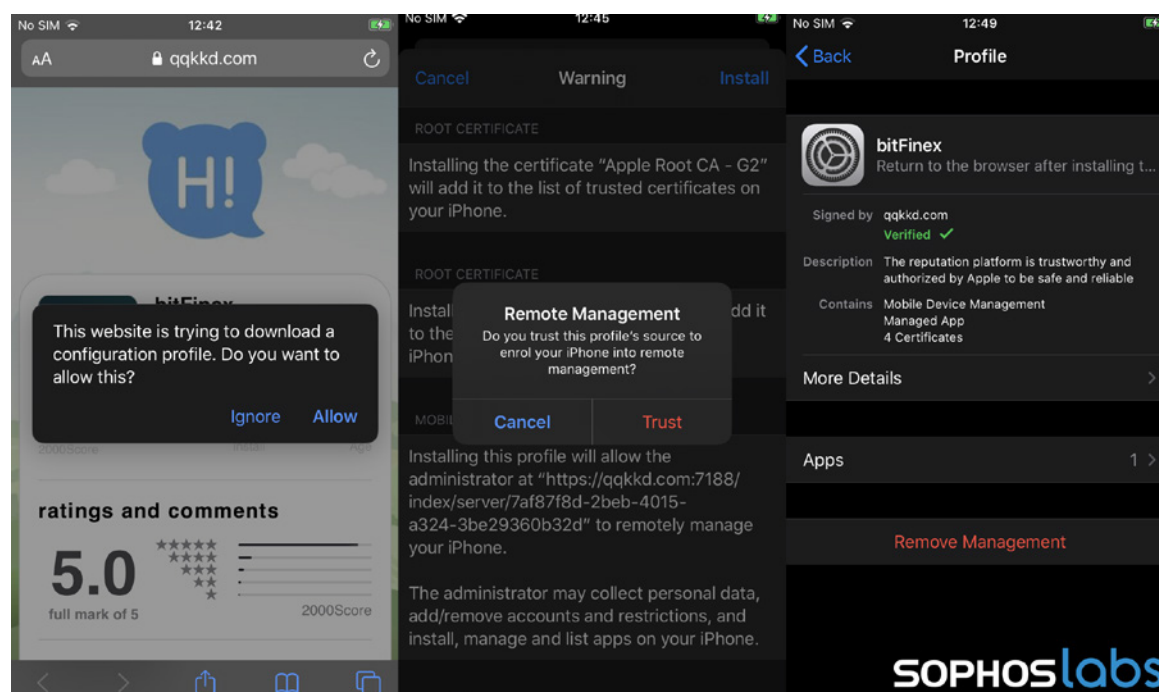 No SIM
12:42
AA
qqkkd.com
H!
bitFinex
This website is trying to download a
configuration profile. Do you want to
allow this?
Ignore
Allow
2000Score
Age
ratings and comments
5.0
full mark of 5
2000Score
No SIM
12:45
Cancel
Warning
Install
ROOT CERTIFICATE
Installing the certificate “Apple Root CA - G2”
will add it to the list of trusted certificates on
your iPhone.
ROOT CERTIFICATE
Instal
dd it
to the
iPhon
Remote Management
Do you trust this profile's source to
enrol your iPhone into remote
management?
Cancel
Trust
MOBIL
Installing this profile will allow the
administrator at “https://qqkkd.com:7188/
index/server/7af87f8d-2beb-4015-
a324-3be29360b32d” to remotely manage
your iPhone.
The administrator may collect personal data,
add/remove accounts and restrictions, and
install, manage and list apps on your iPhone.
No SIM
12:49
Back
Profile
bitFinex
Return to the browser after installing t...
Signed by qqkkd.com
Verified ✓
Description The reputation platform is trustworthy and
authorized by Apple to be safe and reliable
Contains Mobile Device Management
Managed App
4 Certificates
More Details
Apps 1
Remove Management
SOPHOSlabs